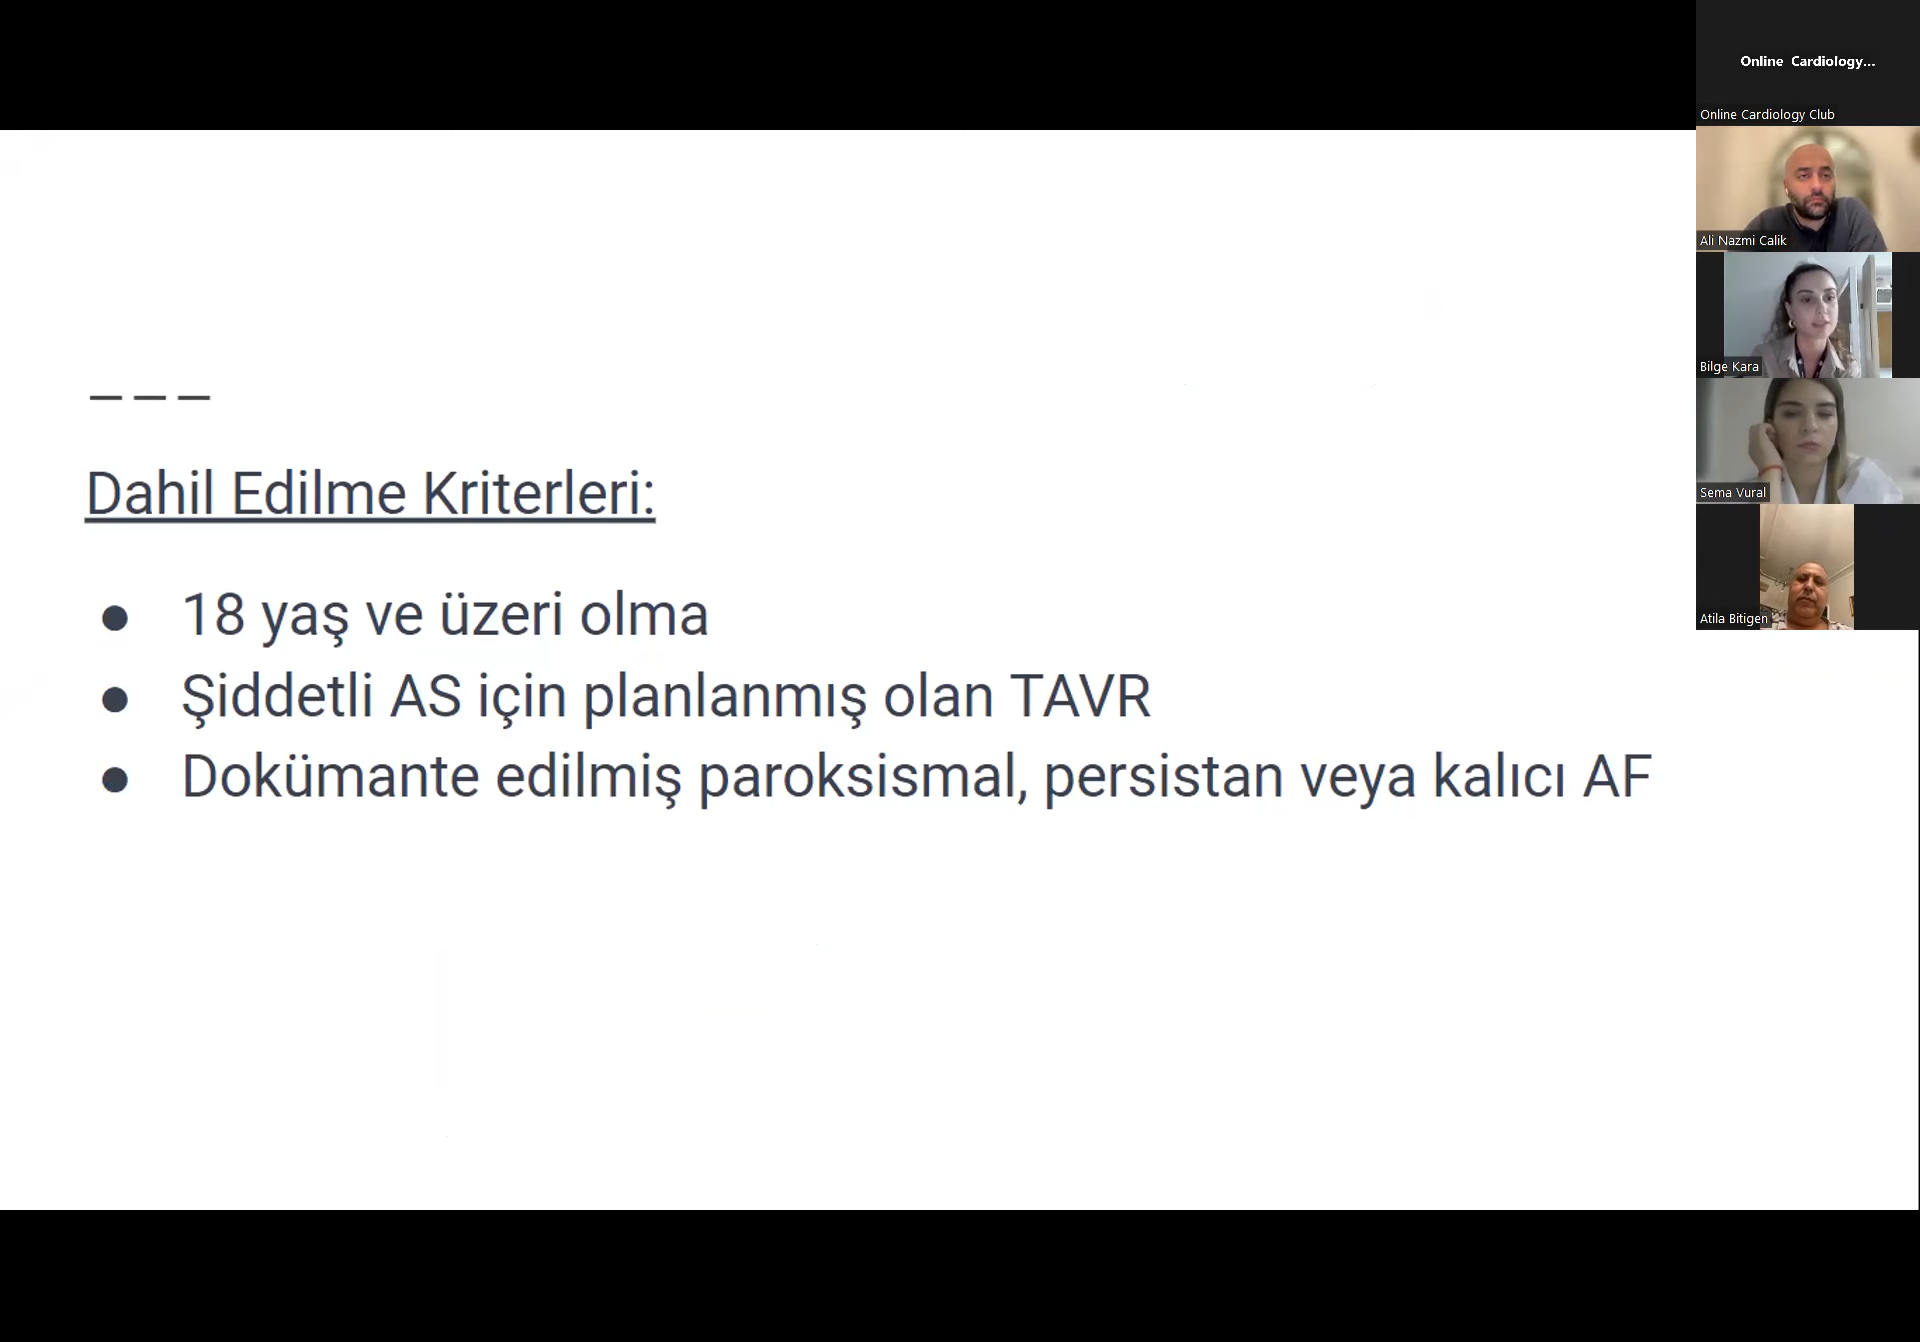 Online Cardiology...
Online Cardiology Club
Ali Nazmi Calik
Bilge Kara
Sema Vural
Atila Bitigen
Dahil Edilme Kriterleri:
● 18 yaş ve üzeri olma
● Şiddetli AS için planlanmış olan TAVR
● Dokümante edilmiş paroksismal, persistan veya kalıcı AF